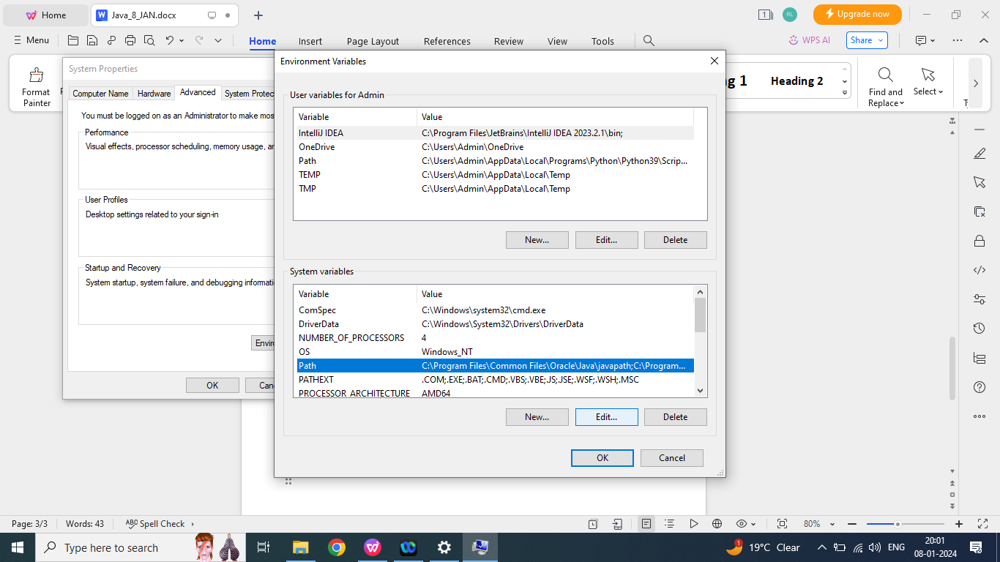 Home
Java_8_JAN.docx
1
RL
Upgrade now
Menu
Home
Insert
Page Layout
References
Review
View
Tools
WPS AI
Share
Format
Painter
System Properties
Computer Name
Hardware
Advanced
System Protec
You must be logged on as an Administrator to make mos
Performance
Visual effects, processor scheduling, memory usage, an
User Profiles
Desktop settings related to your sign-in
Startup and Recovery
System startup, system failure, and debugging informati
Envir
OK
Can
Environment Variables
User variables for Admin
Variable Value
IntelliJ IDEA C:\Program Files\JetBrains\IntelliJ IDEA 2023.2.1\bin;
OneDrive C:\Users\Admin\OneDrive
Path C:\Users\Admin\AppData\Local\Programs\Python\Python39\Scrip...
TEMP C:\Users\Admin\AppData\Local\Temp
TMP C:\Users\Admin\AppData\Local\Temp
New... Edit... Delete
System variables
Variable Value
ComSpec C:\Windows\system32\cmd.exe
DriverData C:\Windows\System32\Drivers\DriverData
NUMBER_OF_PROCESSORS 4
OS Windows_NT
Path C:\Program Files\Common Files\Oracle\Java\javapath;C:\Program...
PATHEXT .COM;.EXE;.BAT;.CMD;.VBS;.VBE;.JS;.JSE;.WSF;.WSH;.MSC
PROCESSOR_ARCHITECTURE AMD64
New... Edit... Delete
OK Cancel
g 1
Heading 2
Find and
Replace
Select
Page: 3/3
Words: 43
Spell Check
80%
Type here to search
19°C Clear
ENG
20:01
08-01-2024